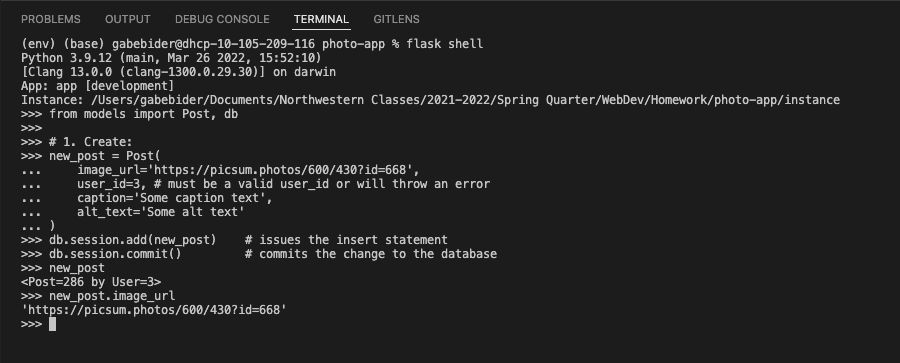 PROBLEMS OUTPUT DEBUG CONSOLE TERMINAL GITLENS
(env) (base) gabebider@dhcp-10-105-209-116 photo-app % flask shell
Python 3.9.12 (main, Mar 26 2022, 15:52:10)
[Clang 13.0.0 (clang-1300.0.29.30)] on darwin
App: app [development]
Instance: /Users/gabebider/Documents/Northwestern Classes/2021-2022/Spring Quarter/WebDev/Homework/photo-app/instance
>>> from models import Post, db
>>>
>>> # 1. Create:
>>> new_post = Post(
...     image_url='https://picsum.photos/600/430?id=668',
...     user_id=3, # must be a valid user_id or will throw an error
...     caption='Some caption text',
...     alt_text='Some alt text'
... )
>>> db.session.add(new_post)    # issues the insert statement
>>> db.session.commit()         # commits the change to the database
>>> new_post
<Post=286 by User=3>
>>> new_post.image_url
'https://picsum.photos/600/430?id=668'
>>>